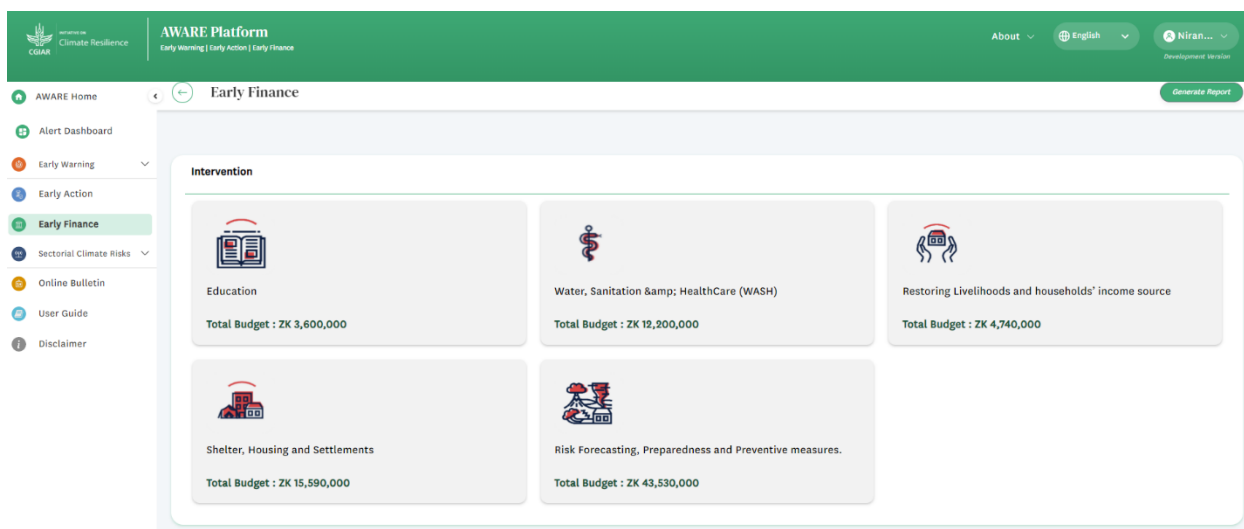 CGIAR
INITIATIVE ON
Climate Resilience
AWARE Platform
Early Warning | Early Action | Early Finance
About
English
Niran...
Development Version
AWARE Home
Alert Dashboard
Early Warning
Early Action
Early Finance
Sectorial Climate Risks
Online Bulletin
User Guide
Disclaimer
Early Finance
Generate Report
Intervention
Education
Total Budget : ZK 3,600,000
Water, Sanitation &amp; HealthCare (WASH)
Total Budget : ZK 12,200,000
Restoring Livelihoods and households’ income source
Total Budget : ZK 4,740,000
Shelter, Housing and Settlements
Total Budget : ZK 15,590,000
Risk Forecasting, Preparedness and Preventive measures.
Total Budget : ZK 43,530,000